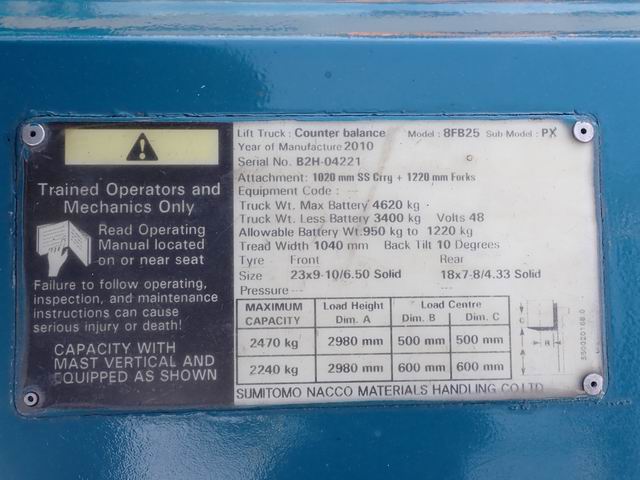 Trained Operators and
Mechanics Only
Read Operating
Manual located
on or near seat
Failure to follow operating,
inspection, and maintenance
instructions can cause
serious injury or death!
CAPACITY WITH
MAST VERTICAL AND
EQUIPPED AS SHOWN
Lift Truck : Counter balance Model : 8FB25 Sub Model : PX
Year of Manufacture 2010
Serial No. B2H-04221
Attachment: 1020 mm SS Crrg + 1220 mm Forks
Equipment Code : ---
Truck Wt. Max Battery 4620 kg
Truck Wt. Less Battery 3400 kg Volts 48
Allowable Battery Wt. 950 kg to 1220 kg
Tread Width 1040 mm Back Tilt 10 Degrees
Tyre Front Rear
Size 23x9-10/6.50 Solid 18x7-8/4.33 Solid
Pressure ---
MAXIMUM CAPACITY Load Height Dim. A Load Centre Dim. B Dim. C
2470 kg 2980 mm 500 mm 500 mm
2240 kg 2980 mm 600 mm 600 mm
SUMITOMO NACCO MATERIALS HANDLING CO LTD
C
B
A